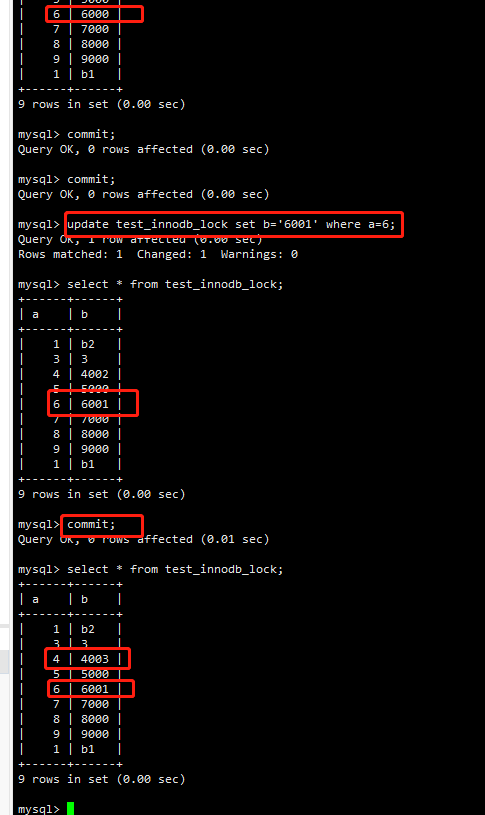 |    6 | 6000 |
|    7 | 7000 |
|    8 | 8000 |
|    9 | 9000 |
|    1 | b1   |
+------+------+
9 rows in set (0.00 sec)
mysql> commit;
Query OK, 0 rows affected (0.00 sec)
mysql> commit;
Query OK, 0 rows affected (0.00 sec)
mysql> update test_innodb_lock set b='6001' where a=6;
Query OK, 1 row affected (0.00 sec)
Rows matched: 1  Changed: 1  Warnings: 0
mysql> select * from test_innodb_lock;
+------+------+
| a    | b    |
+------+------+
|    1 | b2   |
|    3 | 3    |
|    4 | 4002 |
|    5 | 5000 |
|    6 | 6001 |
|    7 | 7000 |
|    8 | 8000 |
|    9 | 9000 |
|    1 | b1   |
+------+------+
9 rows in set (0.00 sec)
mysql> commit;
Query OK, 0 rows affected (0.01 sec)
mysql> select * from test_innodb_lock;
+------+------+
| a    | b    |
+------+------+
|    1 | b2   |
|    3 | 3    |
|    4 | 4003 |
|    5 | 5000 |
|    6 | 6001 |
|    7 | 7000 |
|    8 | 8000 |
|    9 | 9000 |
|    1 | b1   |
+------+------+
9 rows in set (0.00 sec)
mysql>